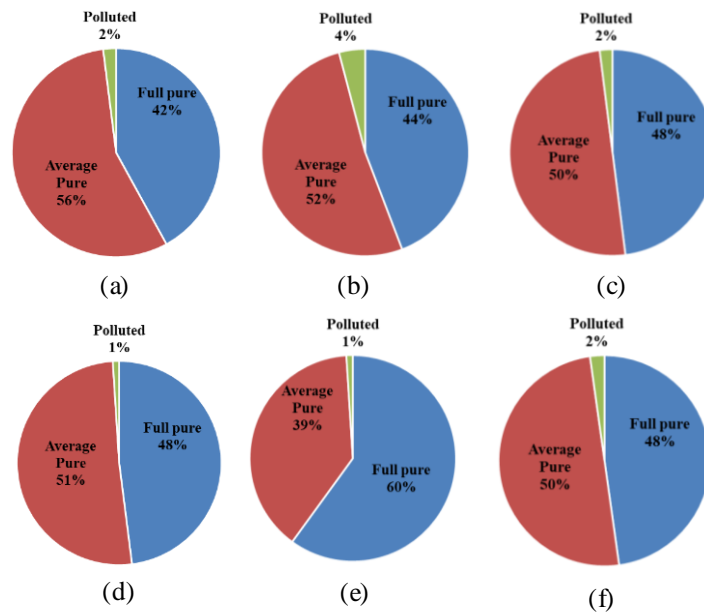 Polluted
2%
Full pure
42%
Average
Pure
56%
(a)
Polluted
4%
Full pure
44%
Average
Pure
52%
(b)
Polluted
2%
Full pure
48%
Average
Pure
50%
(c)
Polluted
1%
Full pure
48%
Average
Pure
51%
(d)
Polluted
1%
Average
Pure
39%
Full pure
60%
(e)
Polluted
2%
Full pure
48%
Average
Pure
50%
(f)